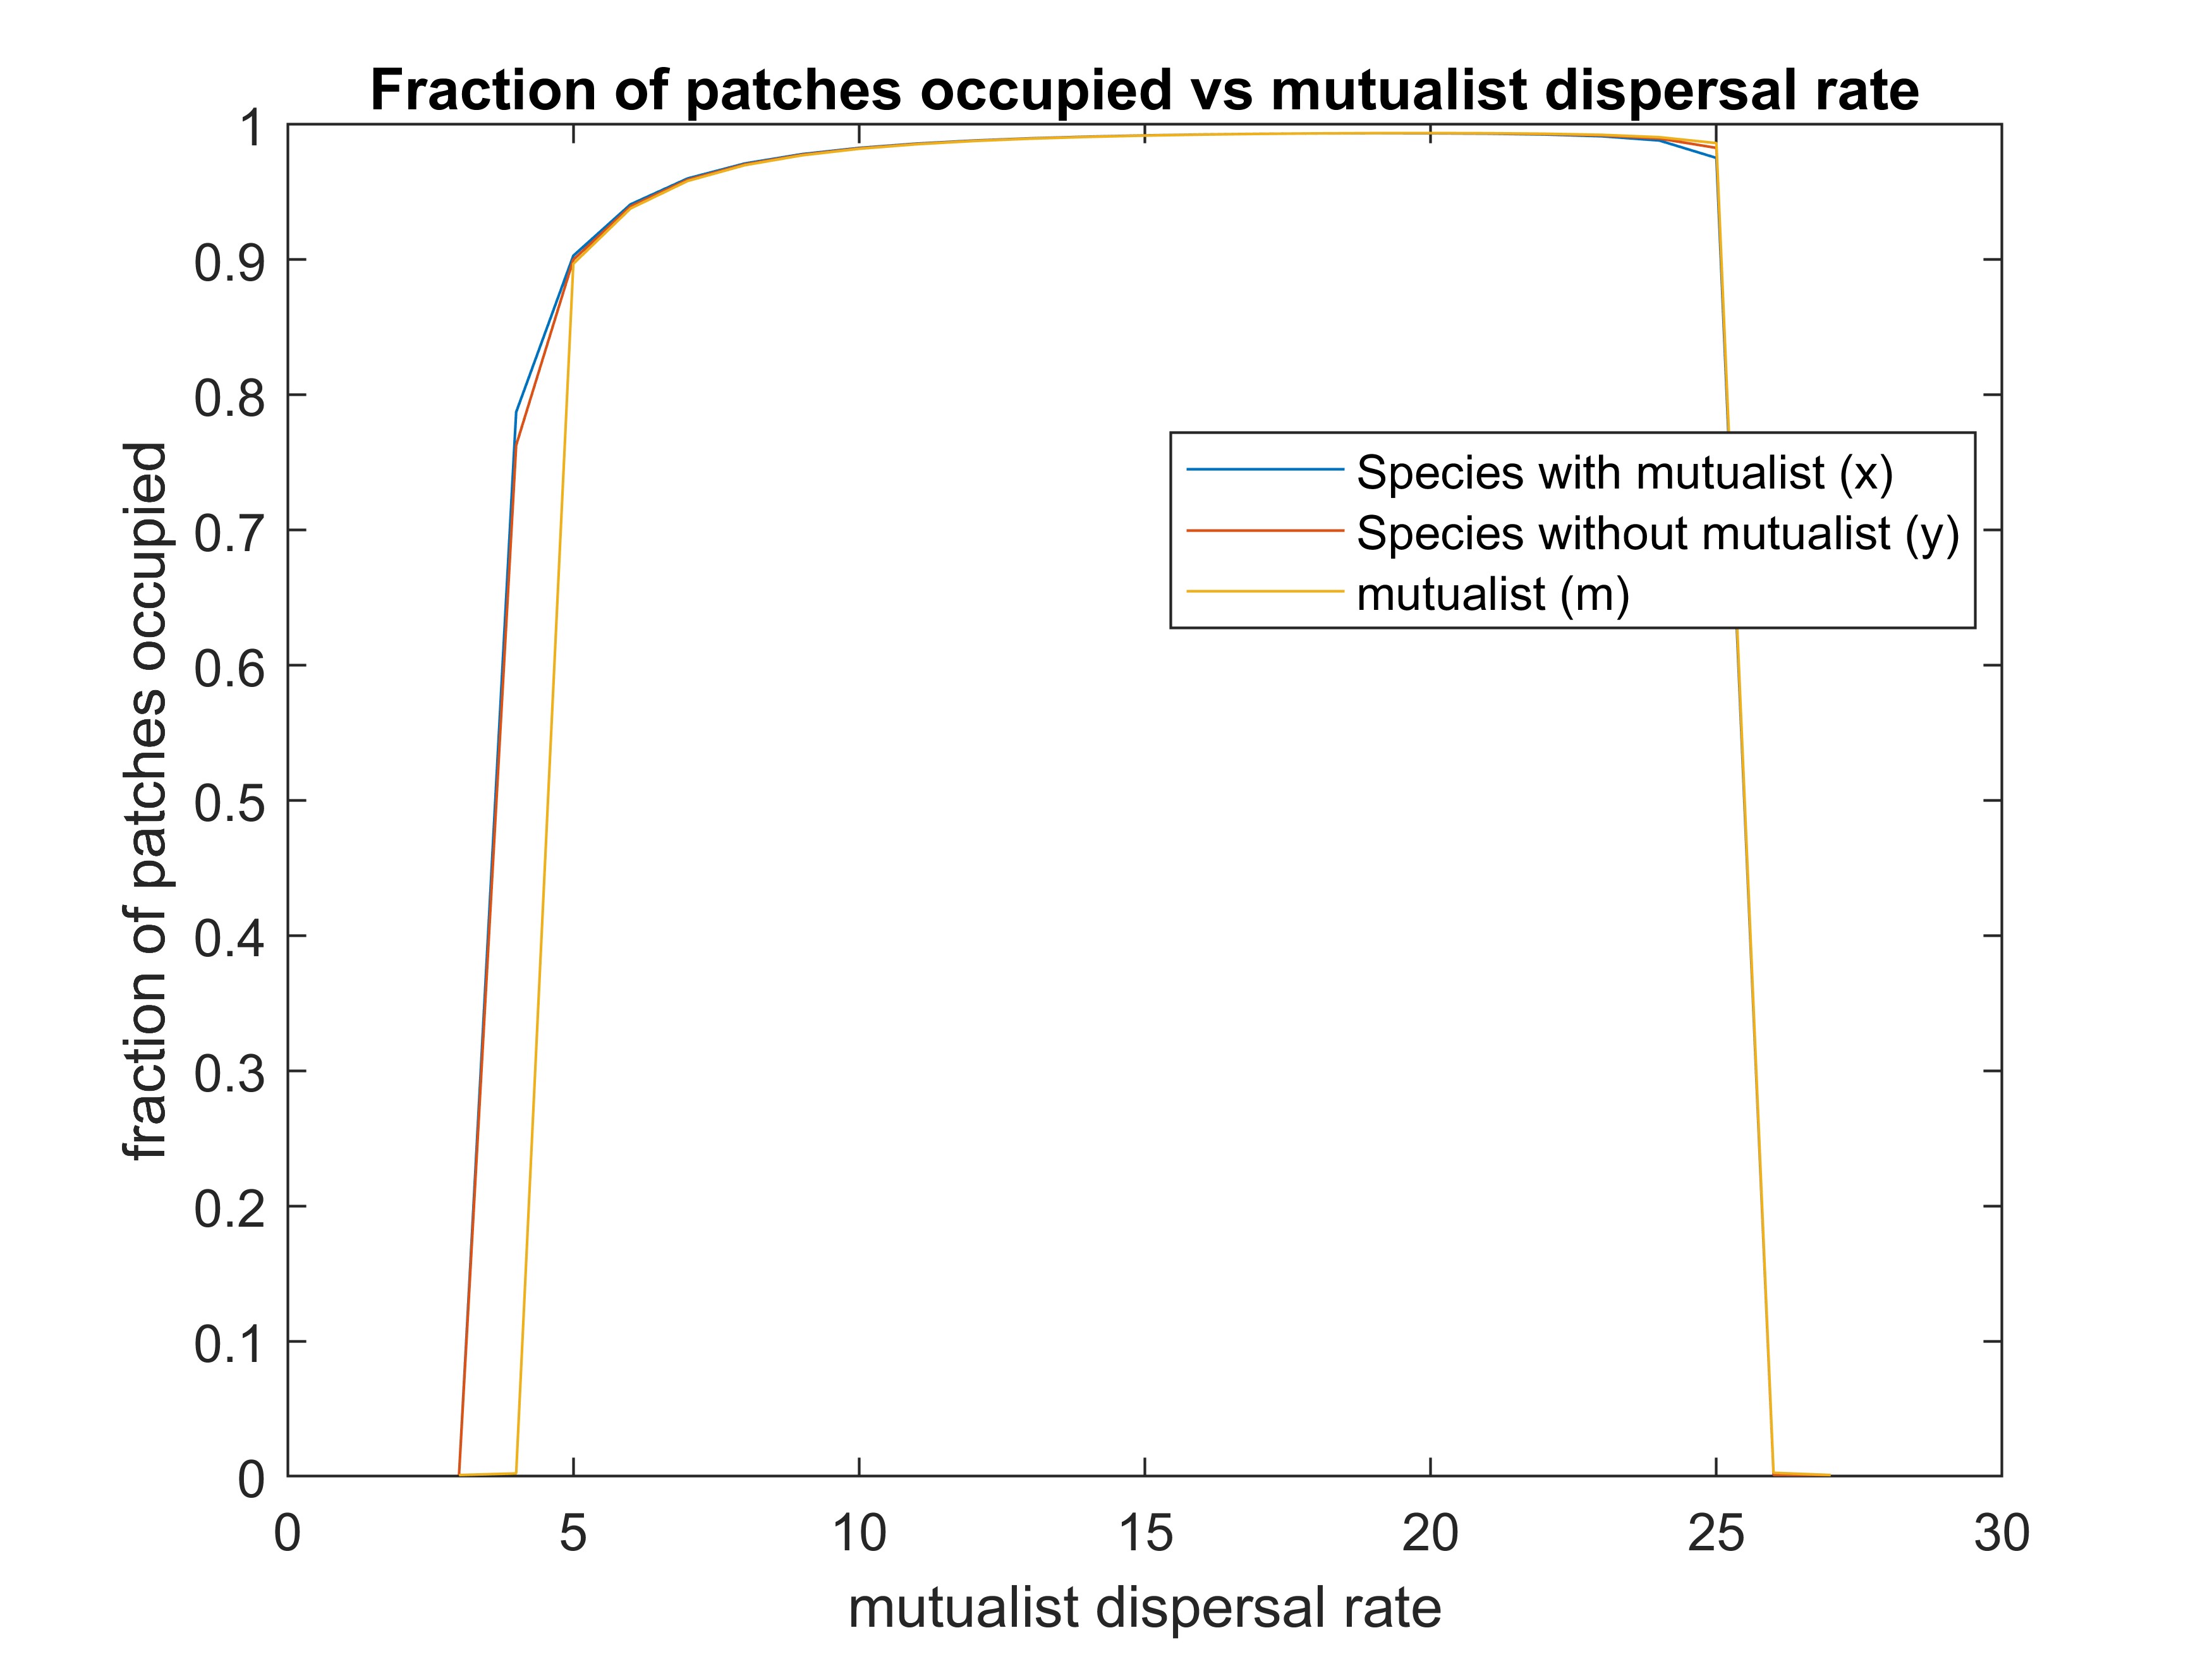 Fraction of patches occupied vs mutualist dispersal rate
1
0.9
0.8
0.7
0.6
0.5
0.4
0.3
0.2
0.1
0
fraction of patches occupied
Species with mutualist (x)
Species without mutualist (y)
mutualist (m)
0 5 10 15 20 25 30
mutualist dispersal rate